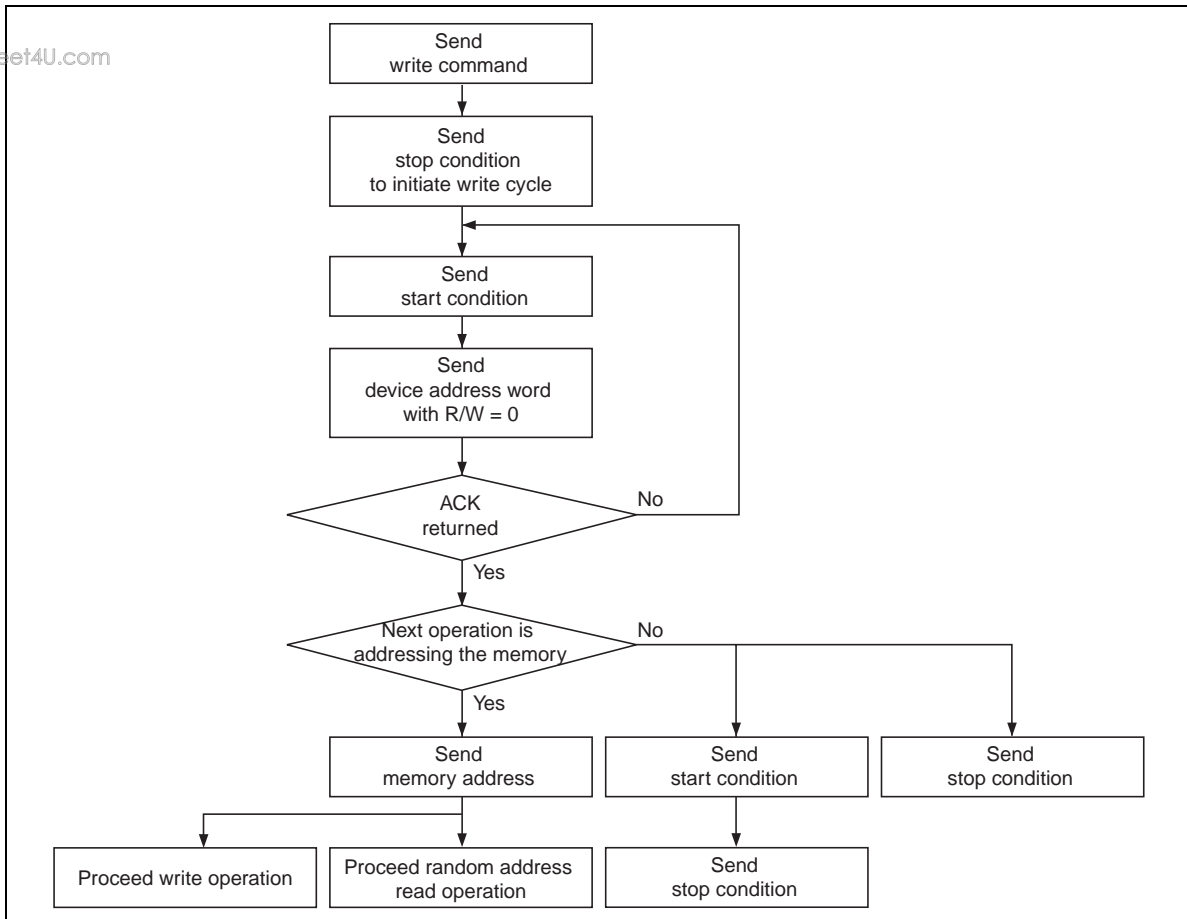 eet4U.com
Send
write command
Send
stop condition
to initiate write cycle
Send
start condition
Send
device address word
with R/W = 0
ACK
returned
No
Yes
Next operation is
addressing the memory
No
Yes
Send
memory address
Send
start condition
Send
stop condition
Proceed write operation
Proceed random address
read operation
Send
stop condition